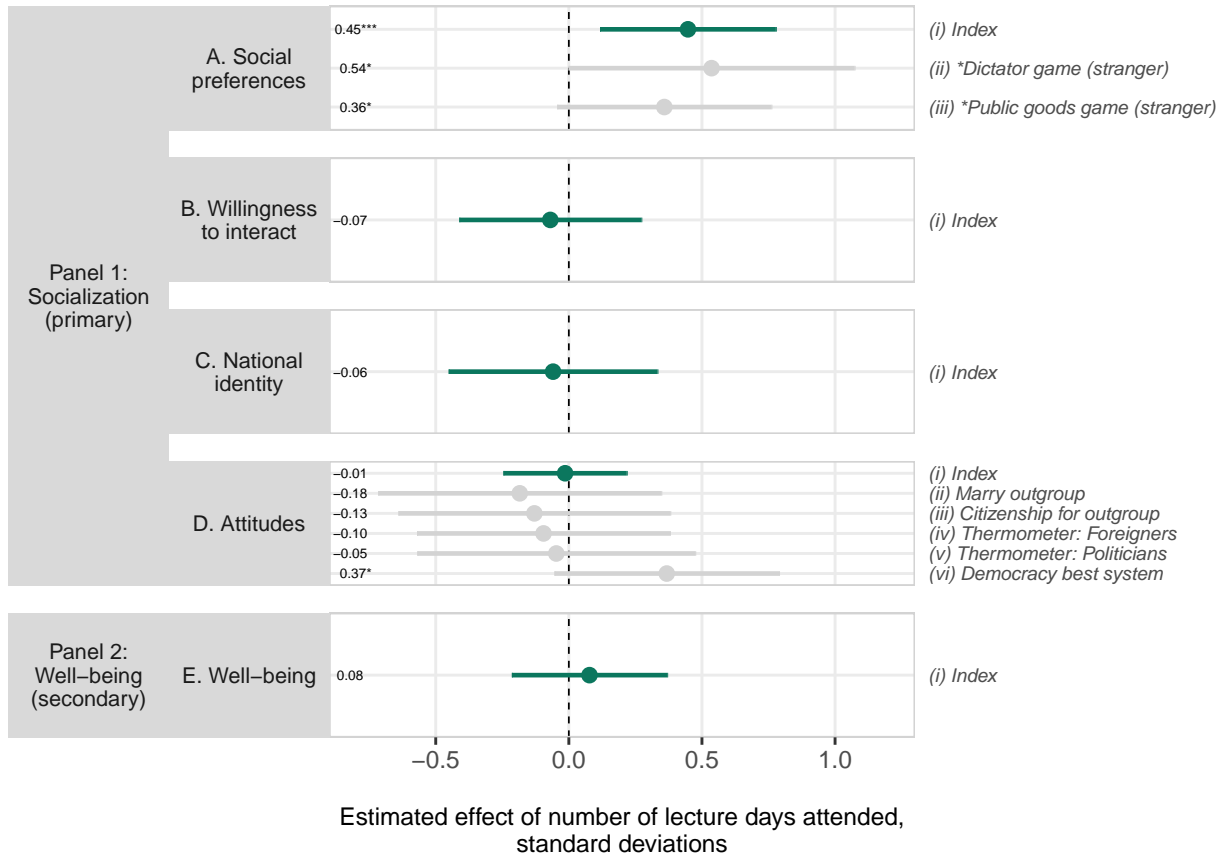 Panel 1:
Socialization
(primary)
A. Social
preferences
0.45***
(i) Index
0.54*
(ii) *Dictator game (stranger)
0.36*
(iii) *Public goods game (stranger)
B. Willingness
to interact
−0.07
(i) Index
C. National
identity
−0.06
(i) Index
D. Attitudes
−0.01
(i) Index
−0.18
(ii) Marry outgroup
−0.13
(iii) Citizenship for outgroup
−0.10
(iv) Thermometer: Foreigners
−0.05
(v) Thermometer: Politicians
0.37*
(vi) Democracy best system
Panel 2:
Well−being
(secondary)
E. Well−being
0.08
(i) Index
−0.5 0.0 0.5 1.0
Estimated effect of number of lecture days attended,
standard deviations